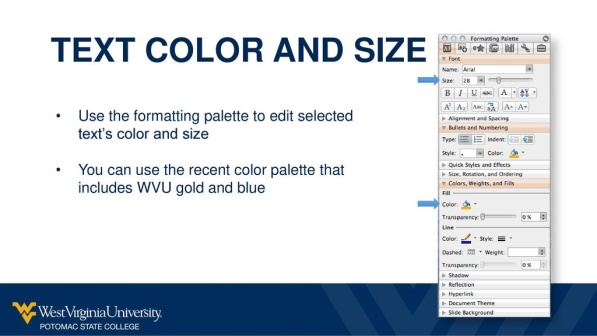 TEXT COLOR AND SIZE
• Use the formatting palette to edit selected
text's color and size
• You can use the recent color palette that
includes WVU gold and blue
Formatting Palette
Font
Name: Arial
Size: 28
B I U ABC A
A² A₂ ABC
Alignment and Spacing
Bullets and Numbering
Type: Indent:
Style: Color:
Quick Styles and Effects
Size, Rotation, and Ordering
Colors, Weights, and Fills
Fill
Color:
Transparency: 0 %
Line
Color: Style:
Dashed: Weight:
Transparency: 0 %
Shadow
Reflection
Hyperlink
Document Theme
Slide Background
WestVirginiaUniversity.
POTOMAC STATE COLLEGE